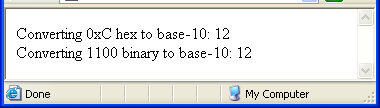 Converting 0xC hex to base-10: 12
Converting 1100 binary to base-10: 12
Done
My Computer